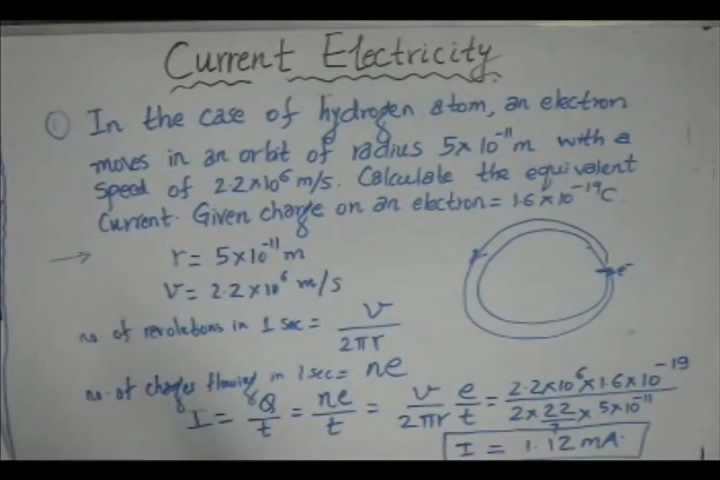 Current Electricity
① In the case of hydrogen atom, an electron
moves in an orbit of radius 5×10⁻¹¹m with a
speed of 2.2×10⁶ m/s. Calculate the equivalent
Current. Given charge on an electron = 1.6×10⁻¹⁹C.
→ r = 5×10⁻¹¹ m
v = 2.2×10⁶ m/s
e⁻
no of revolutions in 1 sec = v / 2πr
no. of charges flowing in 1 sec = ne
I = Q/t = ne/t = v/2πr e/t = 2.2×10⁶×1.6×10⁻¹⁹ / 2×22/7×5×10⁻¹¹
I = 1.12 mA.